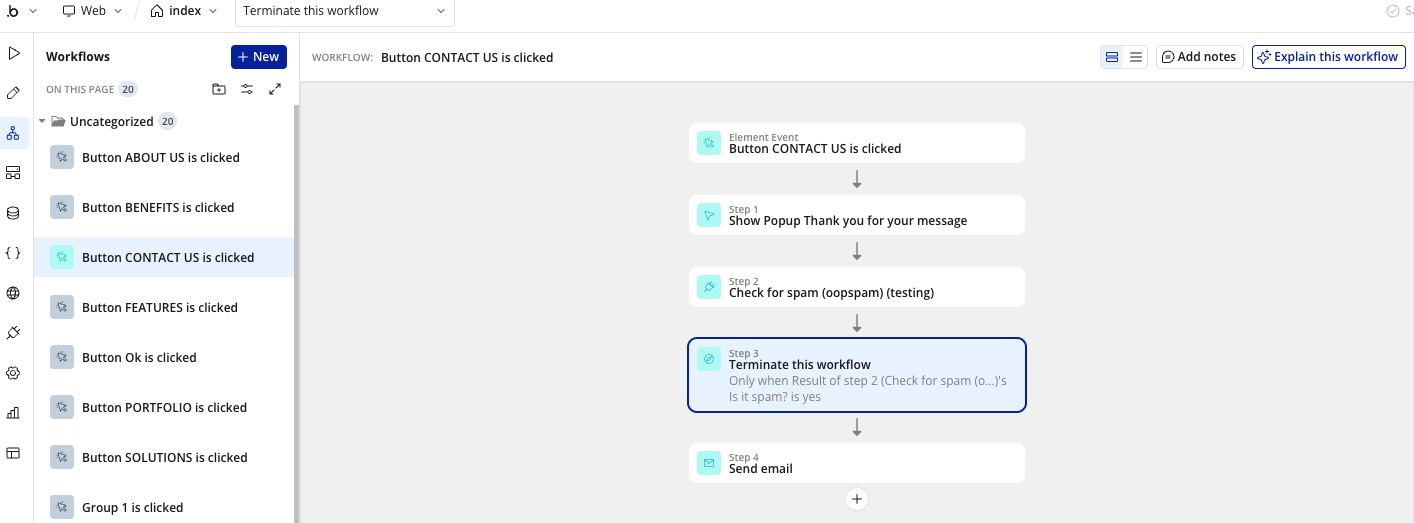 .b
Web
index
Terminate this workflow
Workflows
+ New
WORKFLOW: Button CONTACT US is clicked
Add notes
Explain this workflow
ON THIS PAGE 20
Uncategorized 20
Button ABOUT US is clicked
Button BENEFITS is clicked
Button CONTACT US is clicked
Button FEATURES is clicked
Button Ok is clicked
Button PORTFOLIO is clicked
Button SOLUTIONS is clicked
Group 1 is clicked
Element Event
Button CONTACT US is clicked
Step 1
Show Popup Thank you for your message
Step 2
Check for spam (oopspam) (testing)
Step 3
Terminate this workflow
Only when Result of step 2 (Check for spam (o...)'s
Is it spam? is yes
Step 4
Send email